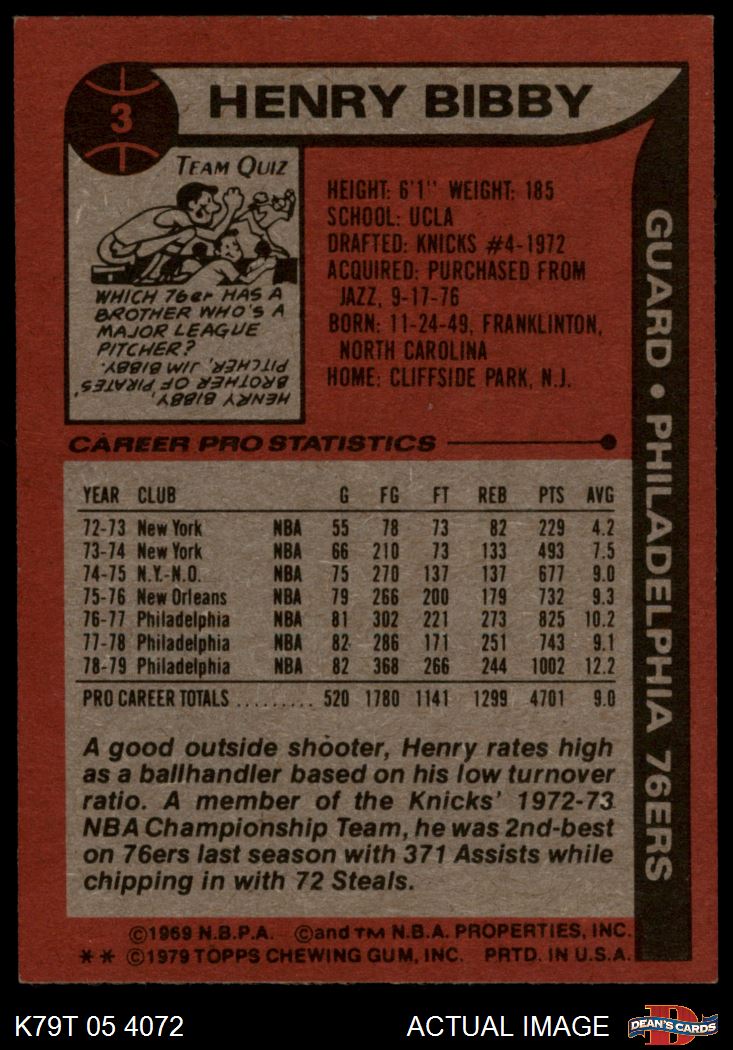 3
HENRY BIBBY
TEAM QUIZ
WHICH 76er HAS A
BROTHER WHO'S A
MAJOR LEAGUE
PITCHER?
HENRY BIBBY,
BROTHER OF PIRATES'
PITCHER, JIM BIBBY.
HEIGHT: 6'1" WEIGHT: 185
SCHOOL: UCLA
DRAFTED: KNICKS #4-1972
ACQUIRED: PURCHASED FROM
JAZZ, 9-17-76
BORN: 11-24-49, FRANKLINTON,
NORTH CAROLINA
HOME: CLIFFSIDE PARK, N.J.
GUARD • PHILADELPHIA 76ERS
CAREER PRO STATISTICS
YEAR CLUB G FG FT REB PTS AVG
72-73 New York NBA 55 78 73 82 229 4.2
73-74 New York NBA 66 210 73 133 493 7.5
74-75 N.Y.-N.O. NBA 75 270 137 137 677 9.0
75-76 New Orleans NBA 79 266 200 179 732 9.3
76-77 Philadelphia NBA 81 302 221 273 825 10.2
77-78 Philadelphia NBA 82 286 171 251 743 9.1
78-79 Philadelphia NBA 82 368 266 244 1002 12.2
PRO CAREER TOTALS ......... 520 1780 1141 1299 4701 9.0
A good outside shooter, Henry rates high
as a ballhandler based on his low turnover
ratio. A member of the Knicks' 1972-73
NBA Championship Team, he was 2nd-best
on 76ers last season with 371 Assists while
chipping in with 72 Steals.
©1969 N.B.P.A. ©and TM N.B.A. PROPERTIES, INC.
** ©1979 TOPPS CHEWING GUM, INC. PRTD. IN U.S.A.
K79T 05 4072 ACTUAL IMAGE DEAN'S CARDS